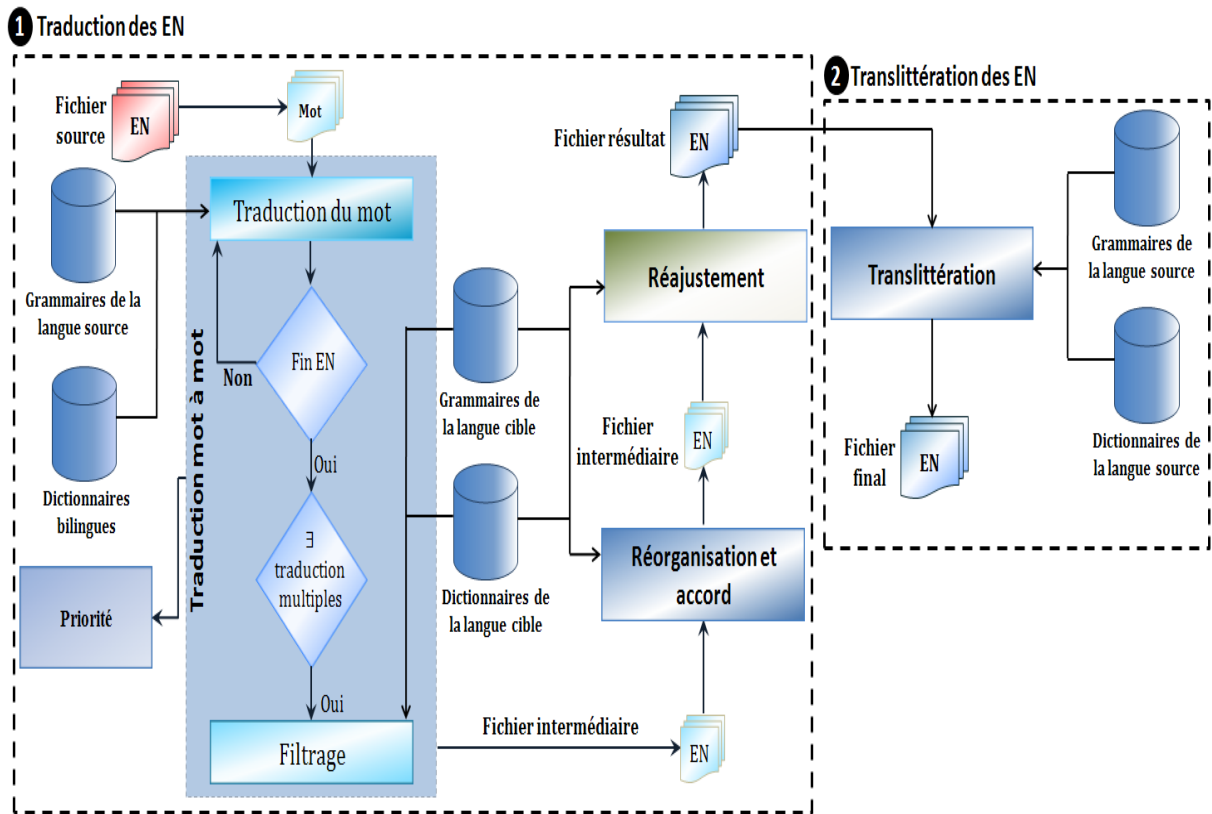 1 Traduction des EN
Fichier
source
EN
Mot
Grammaires de la
langue source
Dictionnaires
bilingues
Priorité
Traduction mot à mot
Traduction du mot
Fin EN
Non
Oui
∃
traduction
multiples
Oui
Filtrage
Grammaires de
la langue cible
Dictionnaires de
la langue cible
Fichier intermédiaire
EN
Réorganisation et
accord
Fichier
intermédiaire
EN
Réajustement
Fichier résultat
EN
2 Translittération des EN
Translittération
Grammaires de
la langue source
Dictionnaires de
la langue source
Fichier
final
EN